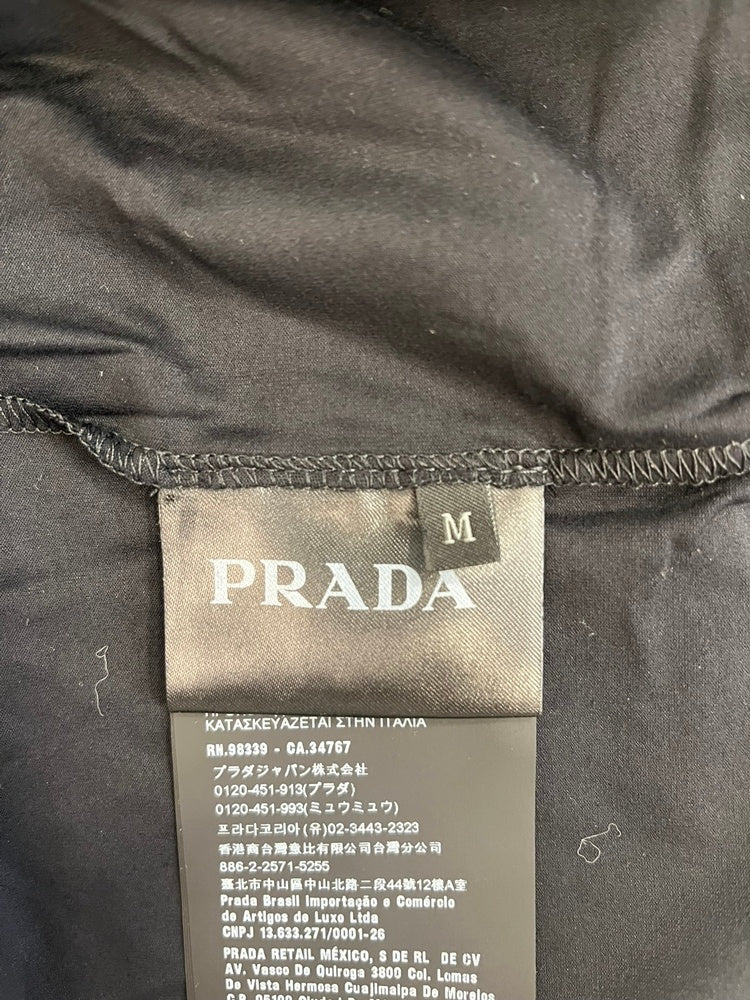 M
PRADA
ΚΑΤΑΣΚΕΥΑΖΕΤΑΙ ΣΤΗΝ ΙΤΑΛΙΑ
RN.98339 - CA.34767
プラダジャパン株式会社
0120-451-913(プラダ)
0120-451-993(ミュウミュウ)
프라다코리아(유)02-3443-2323
香港商台灣意比有限公司台灣分公司
886-2-2571-5255
臺北市中山區中山北路二段44號12樓A室
Prada Brasil Importação e Comércio
de Artigos de Luxo Ltda
CNPJ 13.633.271/0001-26
PRADA RETAIL MÉXICO, S DE RL DE CV
AV. Vasco De Quiroga 3800 Col. Lomas
De Vista Hermosa Cuajimalpa De Morelos